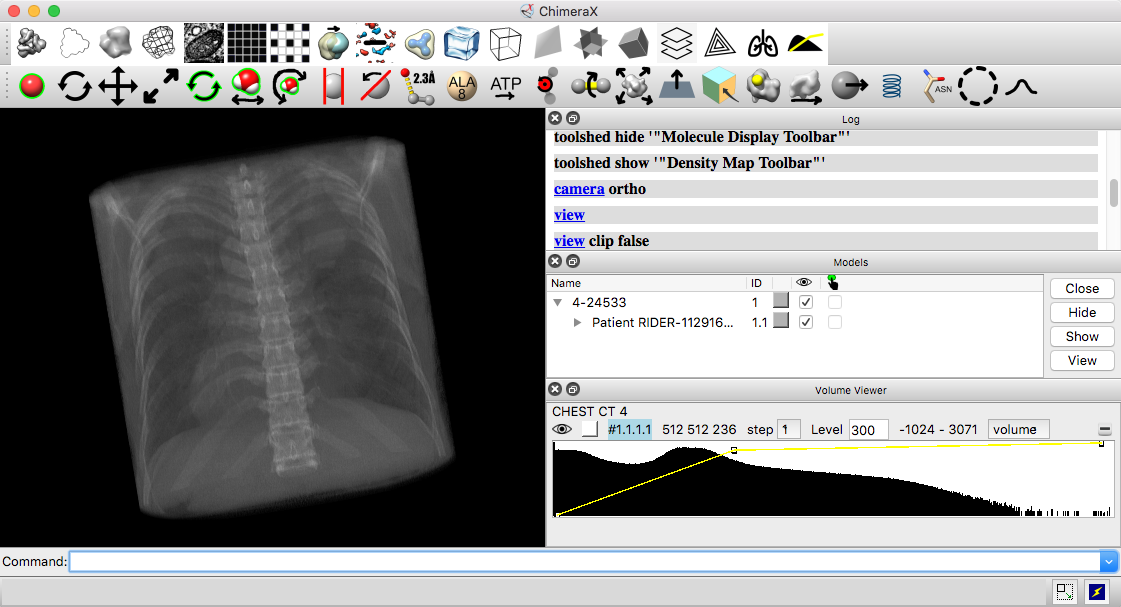 ChimeraX
2.3Å
ALA
8
ATP
ASN
Log
toolshed hide '"Molecule Display Toolbar"'
toolshed show '"Density Map Toolbar"'
camera ortho
view
view clip false
Models
Name ID
4-24533 1
Patient RIDER-112916... 1.1
Close
Hide
Show
View
Volume Viewer
CHEST CT 4
#1.1.1.1 512 512 236 step 1 Level 300 -1024 - 3071 volume
Command: